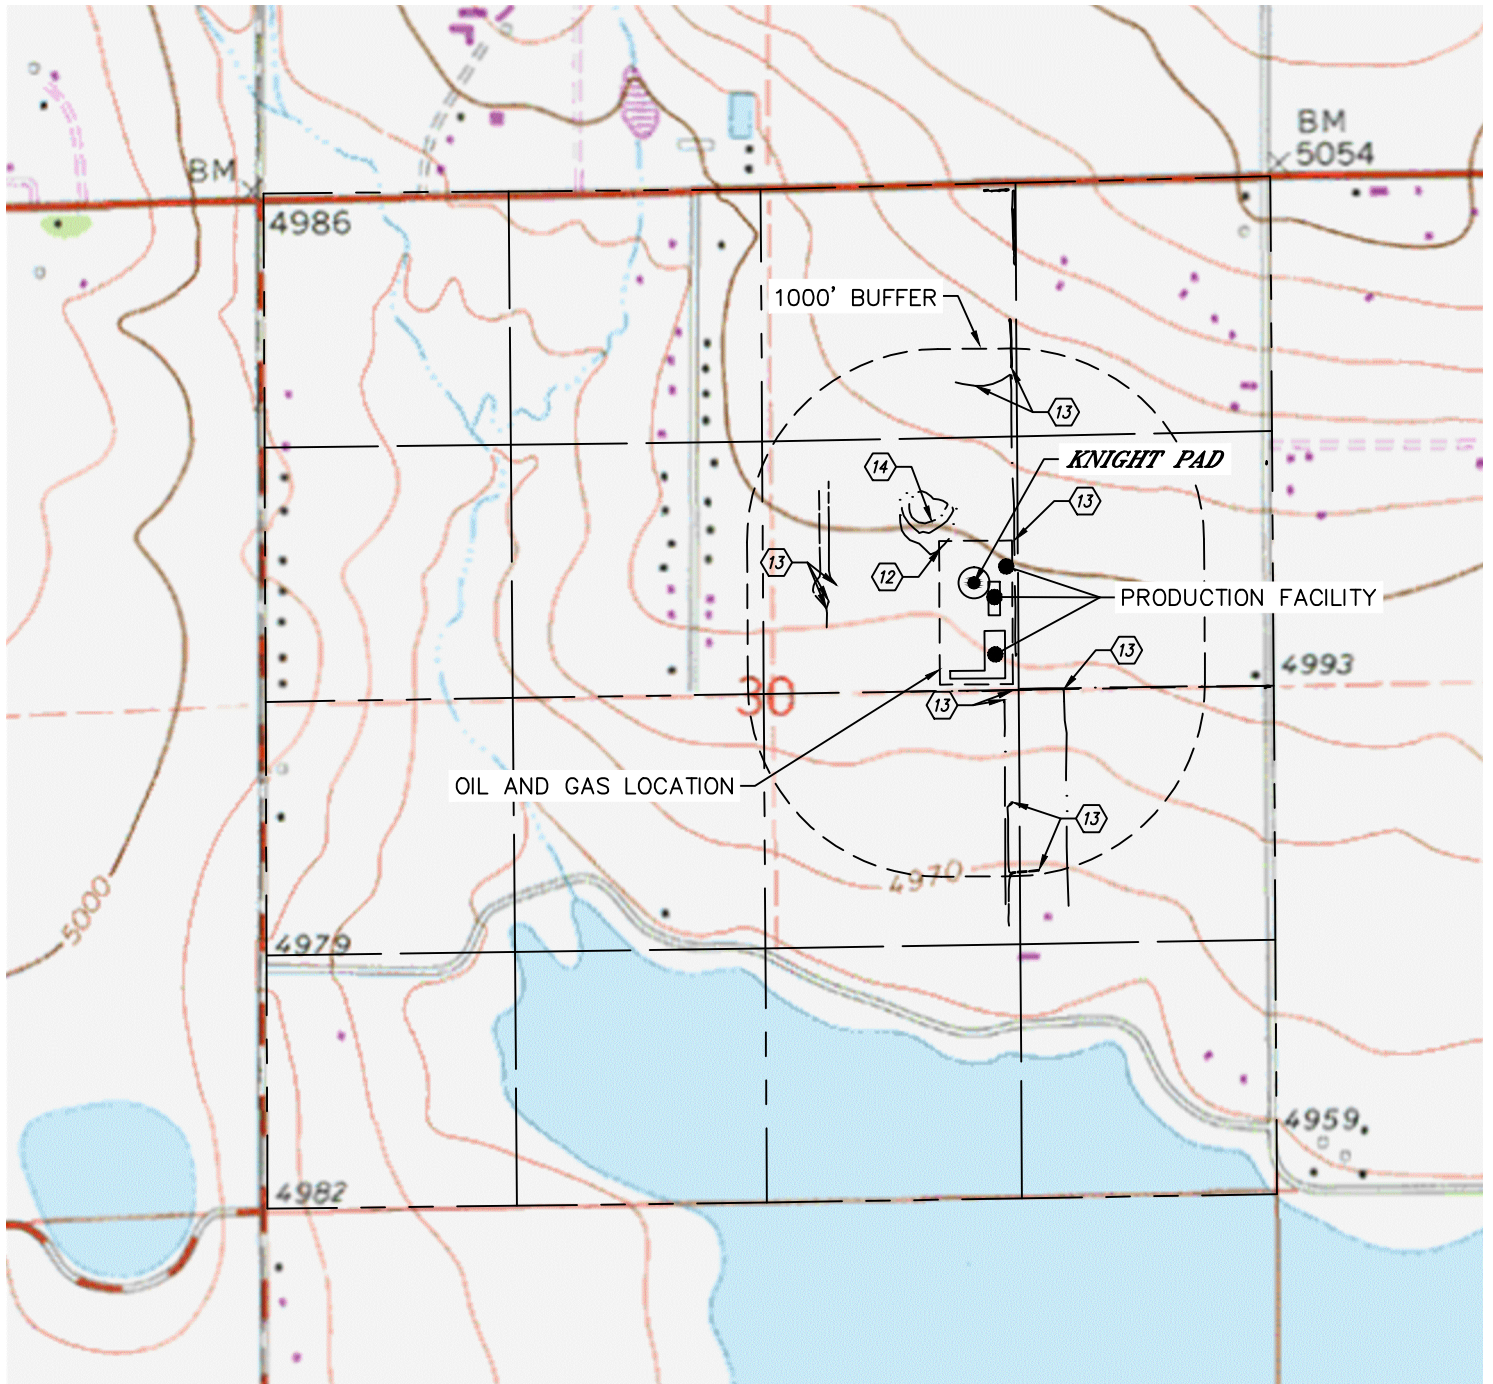 BM
5054
BM
4986
1000' BUFFER
13
KNIGHT PAD
14
13
13
12
PRODUCTION FACILITY
13
4993
30
13
OIL AND GAS LOCATION
13
4970
5000
4979
4959
4982